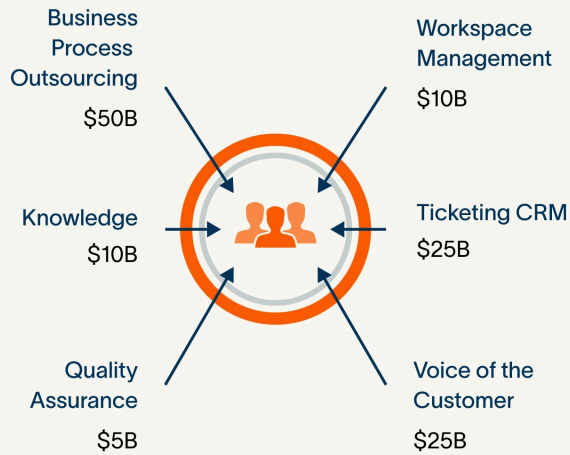 Business
Process
Outsourcing
$50B
Workspace
Management
$10B
Knowledge
$10B
Ticketing CRM
$25B
Quality
Assurance
$5B
Voice of the
Customer
$25B